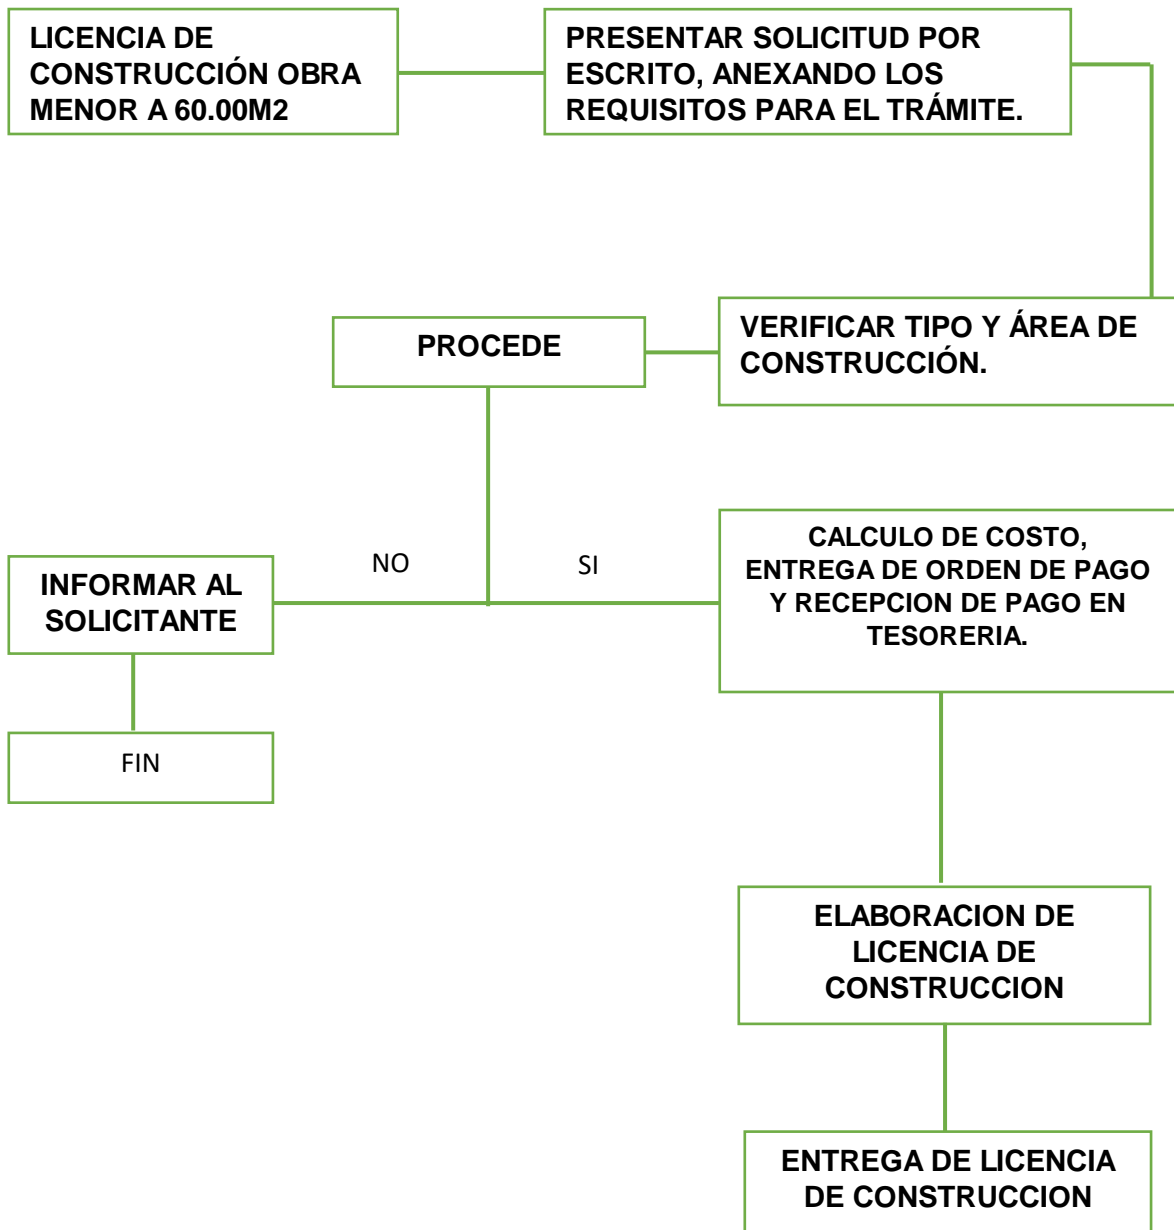 LICENCIA DE
CONSTRUCCIÓN OBRA
MENOR A 60.00M2
PRESENTAR SOLICITUD POR
ESCRITO, ANEXANDO LOS
REQUISITOS PARA EL TRÁMITE.
VERIFICAR TIPO Y ÁREA DE
CONSTRUCCIÓN.
PROCEDE
NO
SI
INFORMAR AL
SOLICITANTE
FIN
CALCULO DE COSTO,
ENTREGA DE ORDEN DE PAGO
Y RECEPCION DE PAGO EN
TESORERIA.
ELABORACION DE
LICENCIA DE
CONSTRUCCION
ENTREGA DE LICENCIA
DE CONSTRUCCION